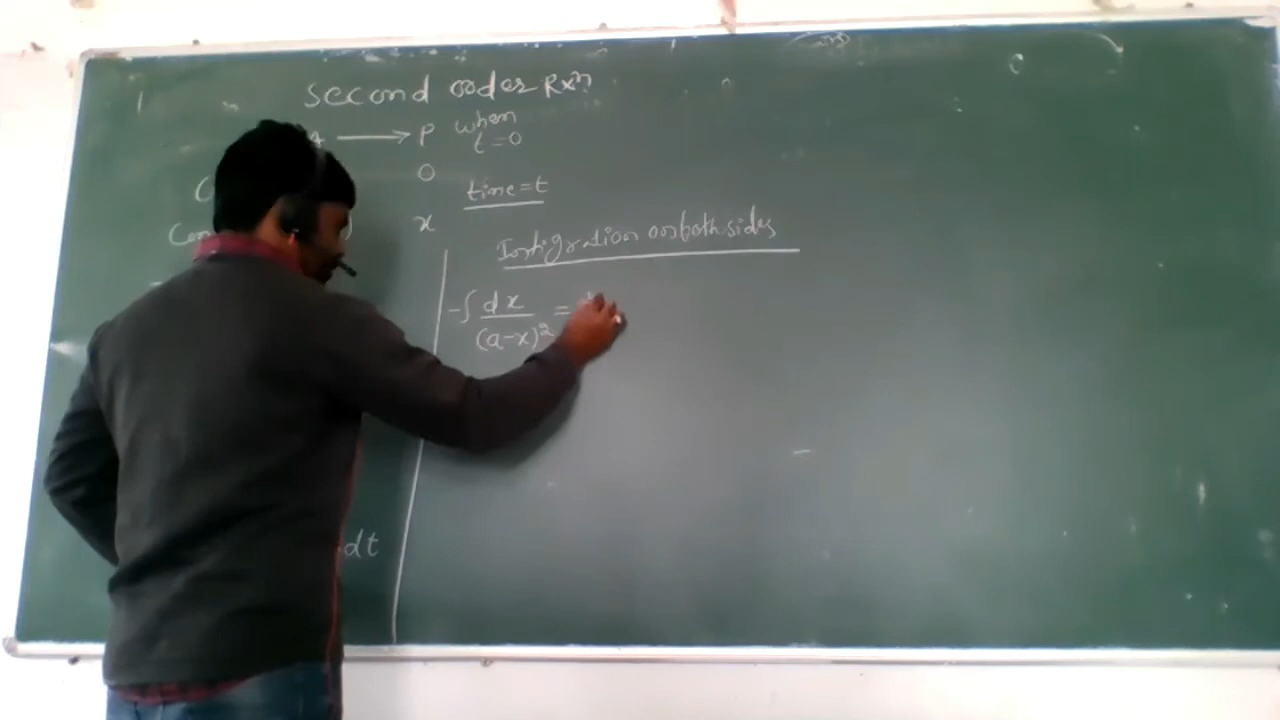 second order Rxn
A → P when
t=0
0
time=t
x
Intigration on both sides
-∫ dx / (a-x)² =
dt